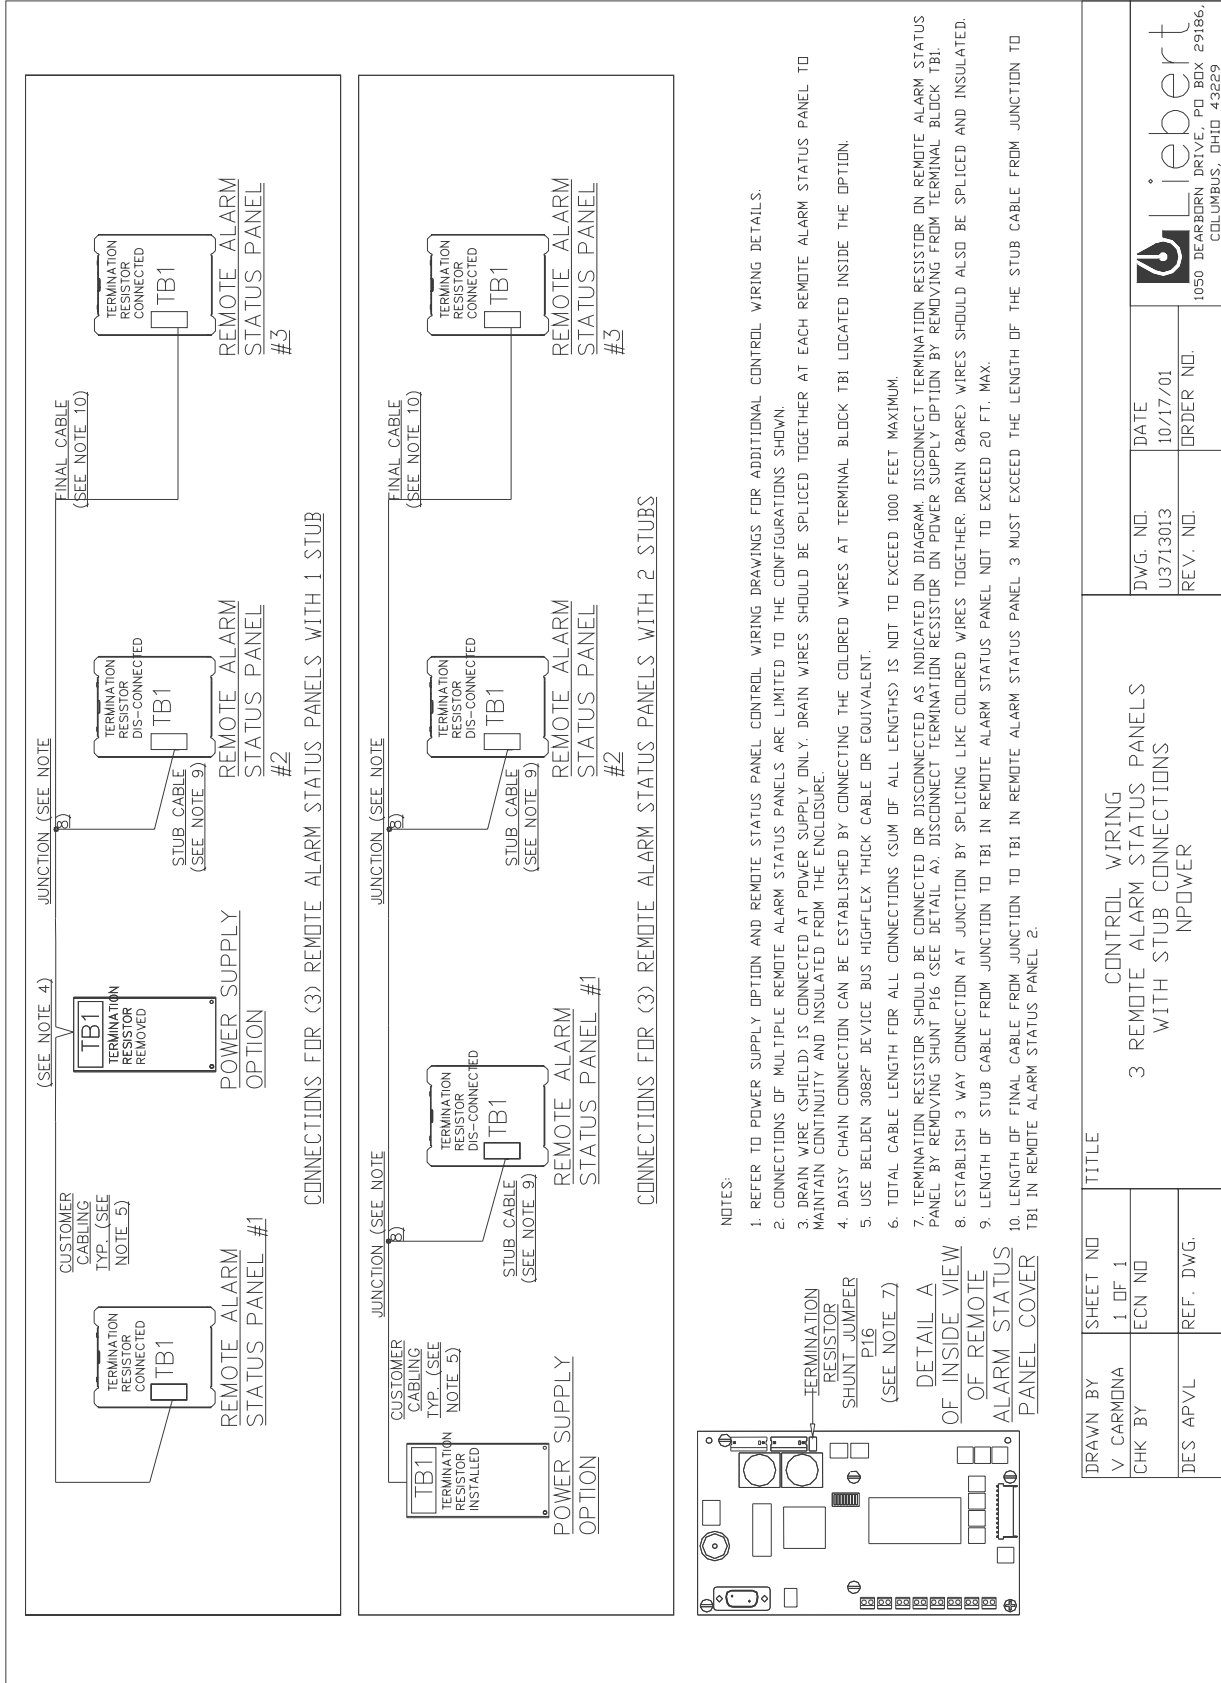 TERMINATION
RESISTOR
CONNECTED
TB1
REMOTE ALARM
STATUS PANEL #1
CUSTOMER
CABLING
TYP. (SEE
NOTE 5)
(SEE NOTE 4)
TB1
TERMINATION
RESISTOR
REMOVED
POWER SUPPLY
OPTION
JUNCTION (SEE NOTE
8)
STUB CABLE
(SEE NOTE 9)
TERMINATION
RESISTOR
DIS-CONNECTED
TB1
REMOTE ALARM
STATUS PANEL
#2
FINAL CABLE
(SEE NOTE 10)
TERMINATION
RESISTOR
CONNECTED
TB1
REMOTE ALARM
STATUS PANEL
#3
CONNECTIONS FOR (3) REMOTE ALARM STATUS PANELS WITH 1 STUB
TB1
TERMINATION
RESISTOR
INSTALLED
POWER SUPPLY
OPTION
CUSTOMER
CABLING
TYP. (SEE
NOTE 5)
JUNCTION (SEE NOTE
8)
STUB CABLE
(SEE NOTE 9)
TERMINATION
RESISTOR
DIS-CONNECTED
TB1
REMOTE ALARM
STATUS PANEL #1
JUNCTION (SEE NOTE
8)
STUB CABLE
(SEE NOTE 9)
TERMINATION
RESISTOR
DIS-CONNECTED
TB1
REMOTE ALARM
STATUS PANEL
#2
FINAL CABLE
(SEE NOTE 10)
TERMINATION
RESISTOR
CONNECTED
TB1
REMOTE ALARM
STATUS PANEL
#3
CONNECTIONS FOR (3) REMOTE ALARM STATUS PANELS WITH 2 STUBS
TERMINATION
RESISTOR
SHUNT JUMPER
P16
(SEE NOTE 7)
DETAIL A
OF INSIDE VIEW
OF REMOTE
ALARM STATUS
PANEL COVER
NOTES:
1. REFER TO POWER SUPPLY OPTION AND REMOTE STATUS PANEL CONTROL WIRING DRAWINGS FOR ADDITIONAL CONTROL WIRING DETAILS.
2. CONNECTIONS OF MULTIPLE REMOTE ALARM STATUS PANELS ARE LIMITED TO THE CONFIGURATIONS SHOWN.
3. DRAIN WIRE (SHIELD) IS CONNECTED AT POWER SUPPLY ONLY. DRAIN WIRES SHOULD BE SPLICED TOGETHER AT EACH REMOTE ALARM STATUS PANEL TO
MAINTAIN CONTINUITY AND INSULATED FROM THE ENCLOSURE.
4. DAISY CHAIN CONNECTION CAN BE ESTABLISHED BY CONNECTING THE COLORED WIRES AT TERMINAL BLOCK TB1 LOCATED INSIDE THE OPTION.
5. USE BELDEN 3082F DEVICE BUS HIGHFLEX THICK CABLE OR EQUIVALENT.
6. TOTAL CABLE LENGTH FOR ALL CONNECTIONS (SUM OF ALL LENGTHS) IS NOT TO EXCEED 1000 FEET MAXIMUM.
7. TERMINATION RESISTOR SHOULD BE CONNECTED OR DISCONNECTED AS INDICATED ON DIAGRAM. DISCONNECT TERMINATION RESISTOR ON REMOTE ALARM STATUS
PANEL BY REMOVING SHUNT P16 (SEE DETAIL A). DISCONNECT TERMINATION RESISTOR ON POWER SUPPLY OPTION BY REMOVING FROM TERMINAL BLOCK TB1.
8. ESTABLISH 3 WAY CONNECTION AT JUNCTION BY SPLICING LIKE COLORED WIRES TOGETHER. DRAIN (BARE) WIRES SHOULD ALSO BE SPLICED AND INSULATED.
9. LENGTH OF STUB CABLE FROM JUNCTION TO TB1 IN REMOTE ALARM STATUS PANEL NOT TO EXCEED 20 FT. MAX.
10. LENGTH OF FINAL CABLE FROM JUNCTION TO TB1 IN REMOTE ALARM STATUS PANEL 3 MUST EXCEED THE LENGTH OF THE STUB CABLE FROM JUNCTION TO
TB1 IN REMOTE ALARM STATUS PANEL 2.
DRAWN BY
V CARMONA
CHK BY
DES APVL
SHEET NO
1 OF 1
ECN NO
REF. DWG.
TITLE
CONTROL WIRING
3 REMOTE ALARM STATUS PANELS
WITH STUB CONNECTIONS
NPOWER
DWG. NO.
U3713013
REV. NO.
DATE
10/17/01
ORDER NO.
Liebert
1050 DEARBORN DRIVE, PO BOX 29186,
COLUMBUS, OHIO 43229